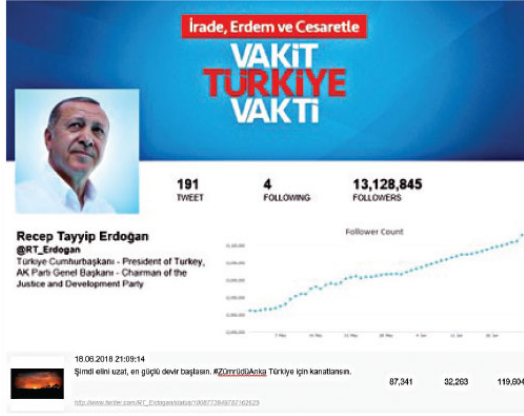 İrade, Erdem ve Cesaretle
VAKİT
TÜRKİYE
VAKTİ
191
TWEET
4
FOLLOWING
13,128,845
FOLLOWERS
Recep Tayyip Erdoğan
@RT_Erdogan
Türkiye Cumhurbaşkanı - President of Turkey,
AK Parti Genel Başkanı - Chairman of the
Justice and Development Party
Follower Count
18.06.2018 21:09:14
Şimdi elini uzat, en güçlü devir başlasın. #ZümrüdüAnka Türkiye için kanatlansın.
87,341
32,263
119,604